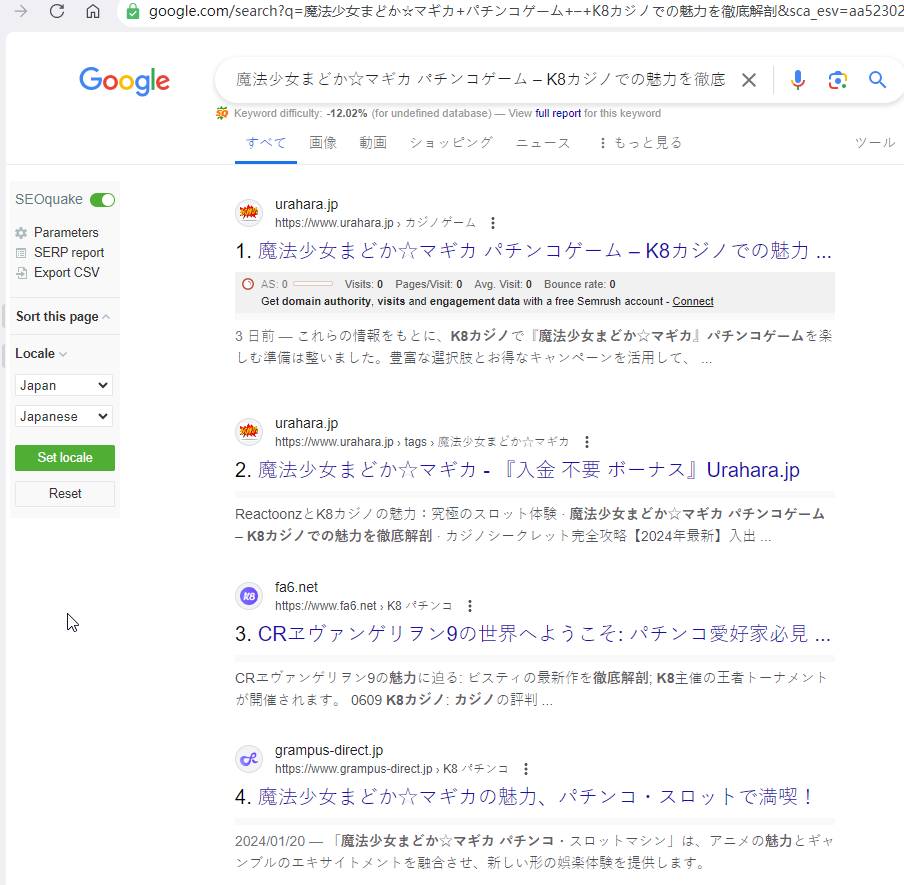 google.com/search?q=魔法少女まどか☆マギカ+パチンコゲーム+–+K8カジノでの魅力を徹底解剖&sca_esv=aa52302
Google
魔法少女まどか☆マギカ パチンコゲーム – K8カジノでの魅力を徹底
Keyword difficulty: -12.02% (for undefined database) — View full report for this keyword
すべて 画像 動画 ショッピング ニュース もっと見る ツール
SEOquake
Parameters
SERP report
Export CSV
Sort this page
Locale
Japan
Japanese
Set locale
Reset
urahara.jp
https://www.urahara.jp › カジノゲーム
1. 魔法少女まどか☆マギカ パチンコゲーム – K8カジノでの魅力 ...
AS: 0 Visits: 0 Pages/Visit: 0 Avg. Visit: 0 Bounce rate: 0
Get domain authority, visits and engagement data with a free Semrush account - Connect
3 日前 — これらの情報をもとに、K8カジノで『魔法少女まどか☆マギカ』パチンコゲームを楽
しむ準備は整いました。豊富な選択肢とお得なキャンペーンを活用して、 ...
urahara.jp
https://www.urahara.jp › tags › 魔法少女まどか☆マギカ
2. 魔法少女まどか☆マギカ - 『入金 不要 ボーナス』Urahara.jp
ReactoonzとK8カジノの魅力：究極のスロット体験 · 魔法少女まどか☆マギカ パチンコゲーム
– K8カジノでの魅力を徹底解剖 · カジノシークレット完全攻略【2024年最新】入出 ...
K8
fa6.net
https://www.fa6.net › K8 パチンコ
3. CRヱヴァンゲリヲン9の世界へようこそ: パチンコ愛好家必見 ...
CRヱヴァンゲリヲン9の魅力に迫る: ビスティの最新作を徹底解剖; K8主催の王者トーナメント
が開催されます。 0609 K8カジノ: カジノの評判 ...
grampus-direct.jp
https://www.grampus-direct.jp › K8 パチンコ
4. 魔法少女まどか☆マギカの魅力、パチンコ・スロットで満喫！
2024/01/20 — 「魔法少女まどか☆マギカ パチンコ・スロットマシン」は、アニメの魅力とギャ
ンブルのエキサイトメントを融合させ、新しい形の娯楽体験を提供します。